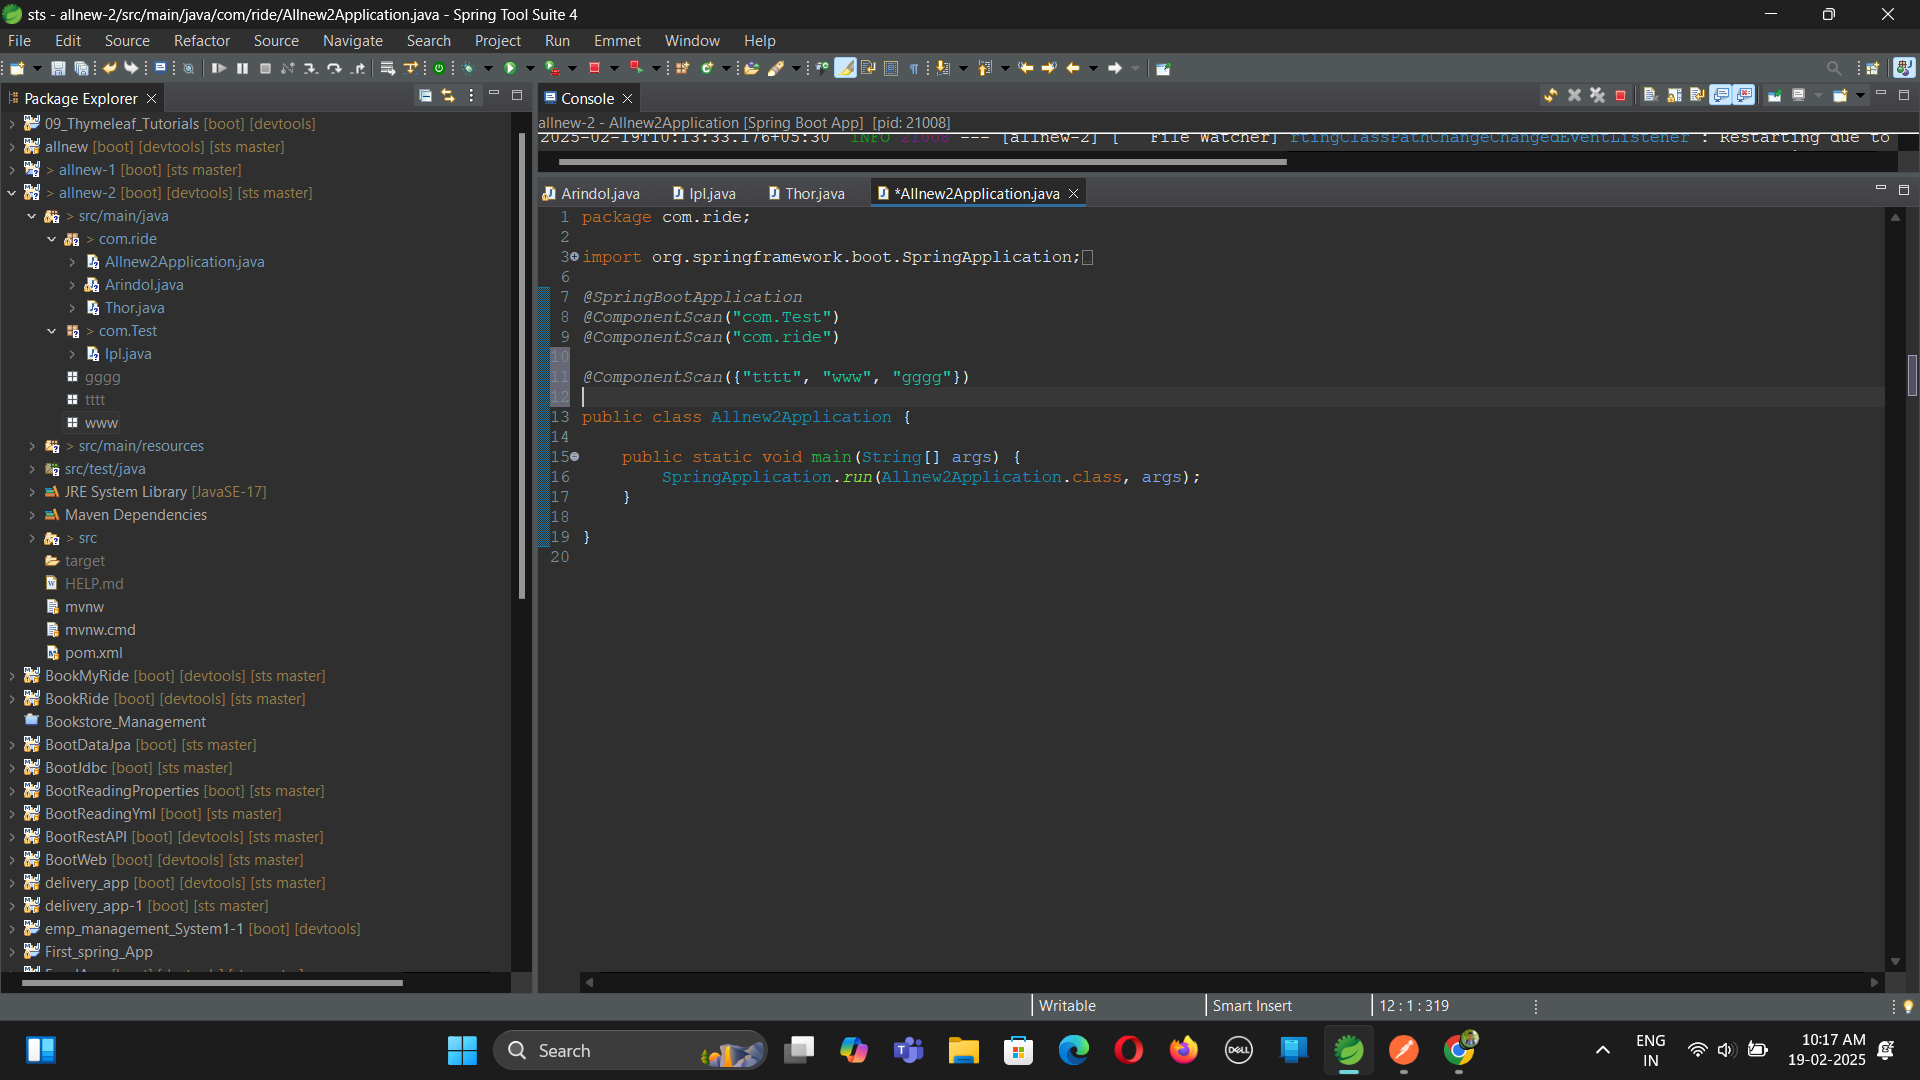 sts - allnew-2/src/main/java/com/ride/Allnew2Application.java - Spring Tool Suite 4
File Edit Source Refactor Source Navigate Search Project Run Emmet Window Help
Package Explorer
09_Thymeleaf_Tutorials [boot] [devtools]
allnew [boot] [devtools] [sts master]
> allnew-1 [boot] [sts master]
> allnew-2 [boot] [devtools] [sts master]
> src/main/java
> com.ride
Allnew2Application.java
Arindol.java
Thor.java
> com.Test
Ipl.java
gggg
tttt
www
> src/main/resources
src/test/java
JRE System Library [JavaSE-17]
Maven Dependencies
> src
target
HELP.md
mvnw
mvnw.cmd
pom.xml
BookMyRide [boot] [devtools] [sts master]
BookRide [boot] [devtools] [sts master]
Bookstore_Management
BootDataJpa [boot] [sts master]
BootJdbc [boot] [sts master]
BootReadingProperties [boot] [sts master]
BootReadingYml [boot] [sts master]
BootRestAPI [boot] [devtools] [sts master]
BootWeb [boot] [devtools] [sts master]
delivery_app [boot] [devtools] [sts master]
delivery_app-1 [boot] [sts master]
emp_management_System1-1 [boot] [devtools]
First_spring_App
Console
allnew-2 - Allnew2Application [Spring Boot App] [pid: 21008]
2025-02-19T10:13:33.176+05:30 INFO 21008 --- [allnew-2] [ File Watcher] rtingClassPathChangeChangedEventListener : Restarting due to
Arindol.java Ipl.java Thor.java *Allnew2Application.java
1 package com.ride;
2
3 import org.springframework.boot.SpringApplication;
6
7 @SpringBootApplication
8 @ComponentScan("com.Test")
9 @ComponentScan("com.ride")
10
11 @ComponentScan({"tttt", "www", "gggg"})
12
13 public class Allnew2Application {
14
15 public static void main(String[] args) {
16 SpringApplication.run(Allnew2Application.class, args);
17 }
18
19 }
20
Writable Smart Insert 12 : 1 : 319
Search
DELL
ENG
IN
10:17 AM
19-02-2025